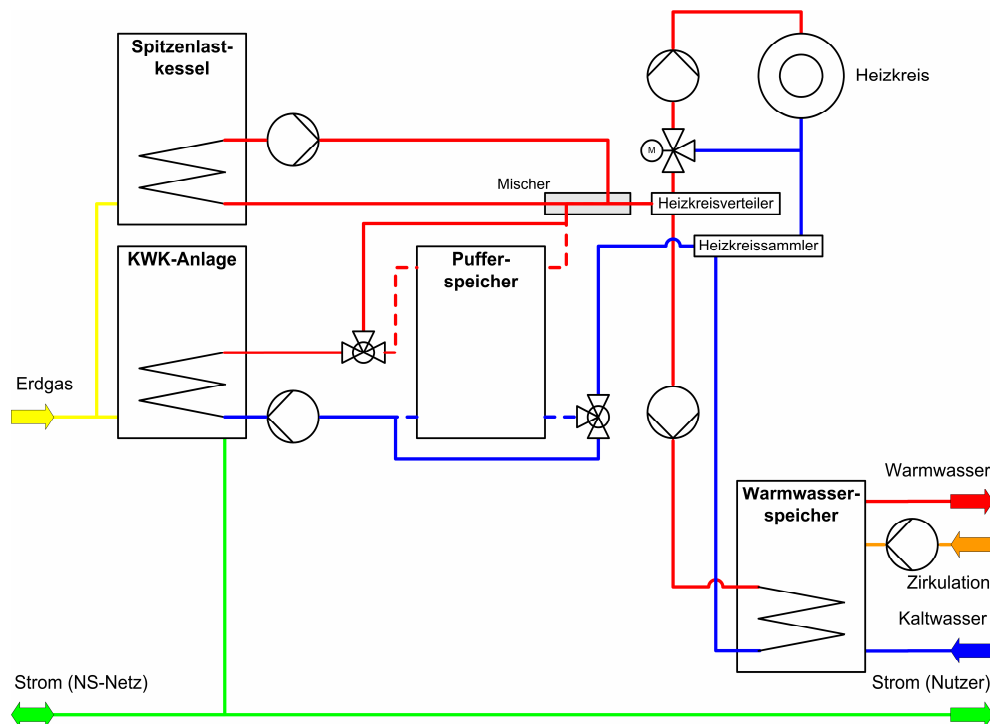 Spitzenlast-
kessel
Heizkreis
M
Mischer
Heizkreisverteiler
Heizkreissammler
KWK-Anlage
Puffer-
speicher
Erdgas
Warmwasser
Warmwasser-
speicher
Zirkulation
Kaltwasser
Strom (NS-Netz)
Strom (Nutzer)